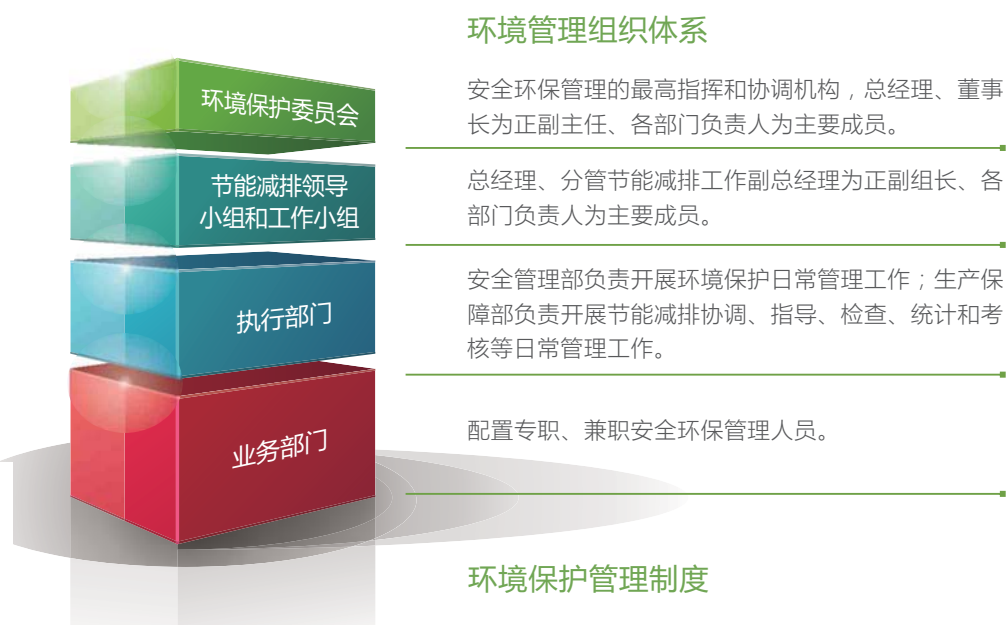 环境管理组织体系
环境保护委员会
安全环保管理的最高指挥和协调机构，总经理、董事
长为正副主任、各部门负责人为主要成员。
节能减排领导
小组和工作小组
总经理、分管节能减排工作副总经理为正副组长、各
部门负责人为主要成员。
执行部门
安全管理部负责开展环境保护日常管理工作；生产保
障部负责开展节能减排协调、指导、检查、统计和考
核等日常管理工作。
业务部门
配置专职、兼职安全环保管理人员。
环境保护管理制度